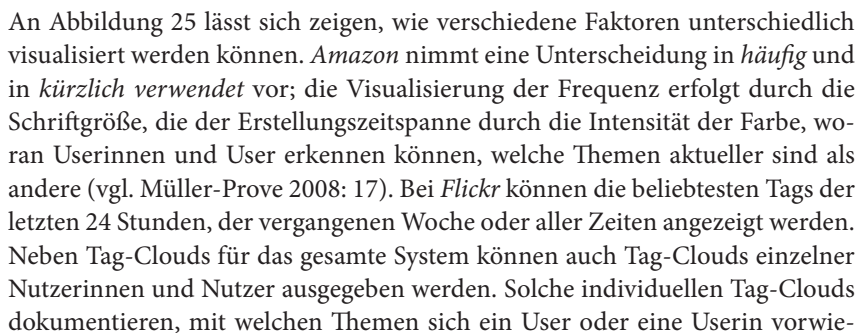 An Abbildung 25 lässt sich zeigen, wie verschiedene Faktoren unterschiedlich
visualisiert werden können. Amazon nimmt eine Unterscheidung in häufig und
in kürzlich verwendet vor; die Visualisierung der Frequenz erfolgt durch die
Schriftgröße, die der Erstellungszeitspanne durch die Intensität der Farbe, wo-
ran Userinnen und User erkennen können, welche Themen aktueller sind als
andere (vgl. Müller-Prove 2008: 17). Bei Flickr können die beliebtesten Tags der
letzten 24 Stunden, der vergangenen Woche oder aller Zeiten angezeigt werden.
Neben Tag-Clouds für das gesamte System können auch Tag-Clouds einzelner
Nutzerinnen und Nutzer ausgegeben werden. Solche individuellen Tag-Clouds
dokumentieren, mit welchen Themen sich ein User oder eine Userin vorwie-